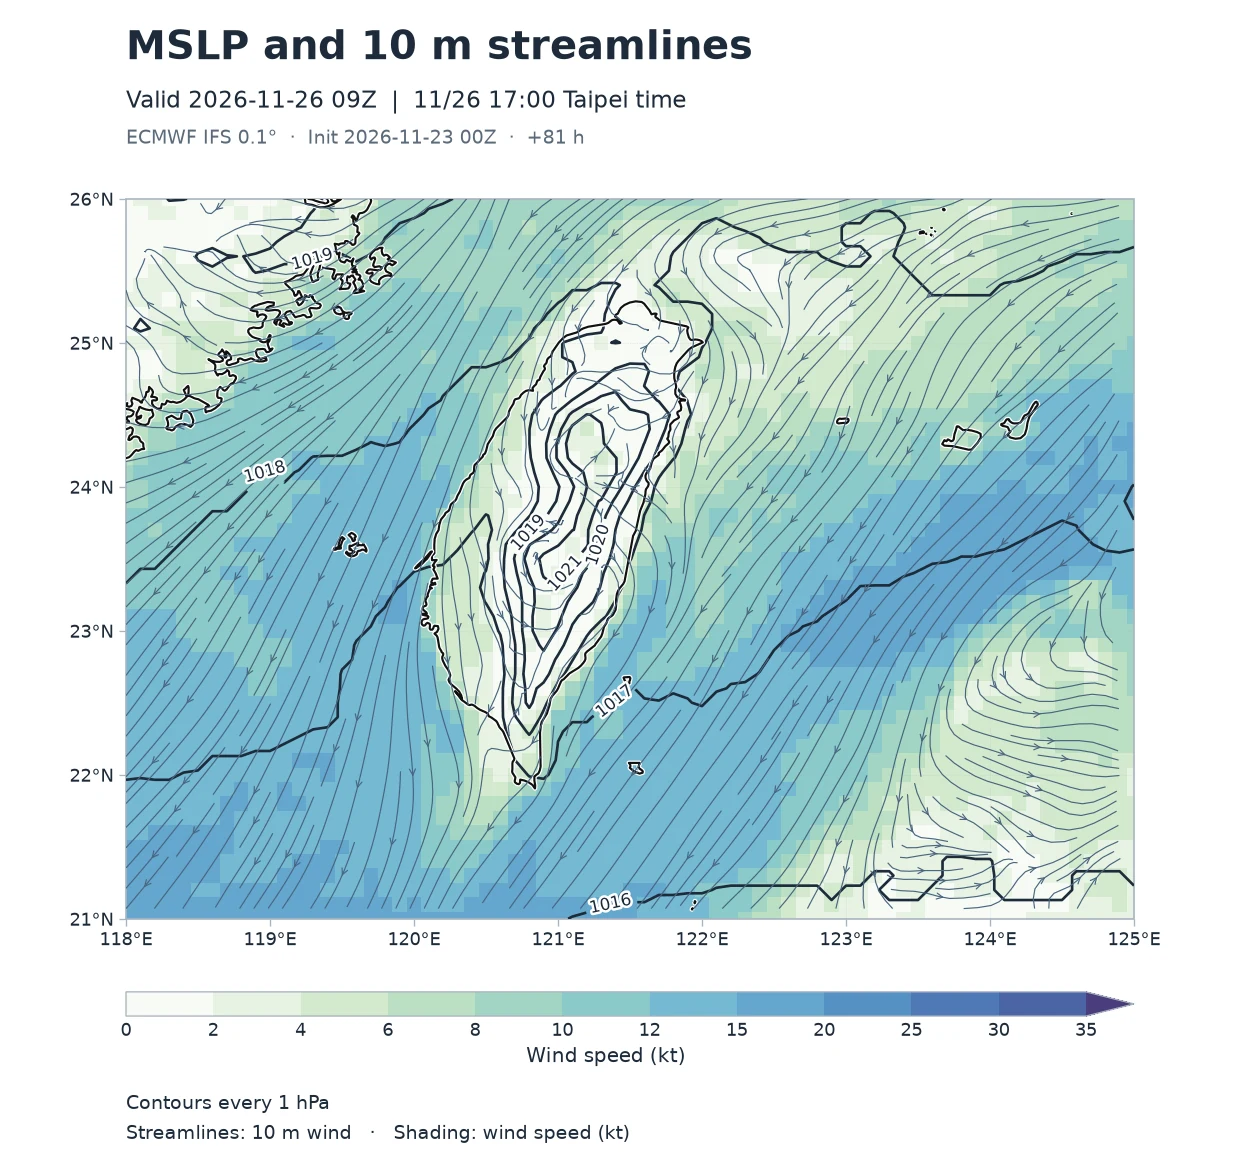 MSLP and 10 m streamlines
Valid 2026-11-26 09Z | 11/26 17:00 Taipei time
ECMWF IFS 0.1° · Init 2026-11-23 00Z · +81 h
26°N
1019
25°N
1018
24°N
1019
1020
1021
23°N
1017
22°N
1016
21°N
118°E 119°E 120°E 121°E 122°E 123°E 124°E 125°E
0 2 4 6 8 10 12 15 20 25 30 35
Wind speed (kt)
Contours every 1 hPa
Streamlines: 10 m wind · Shading: wind speed (kt)